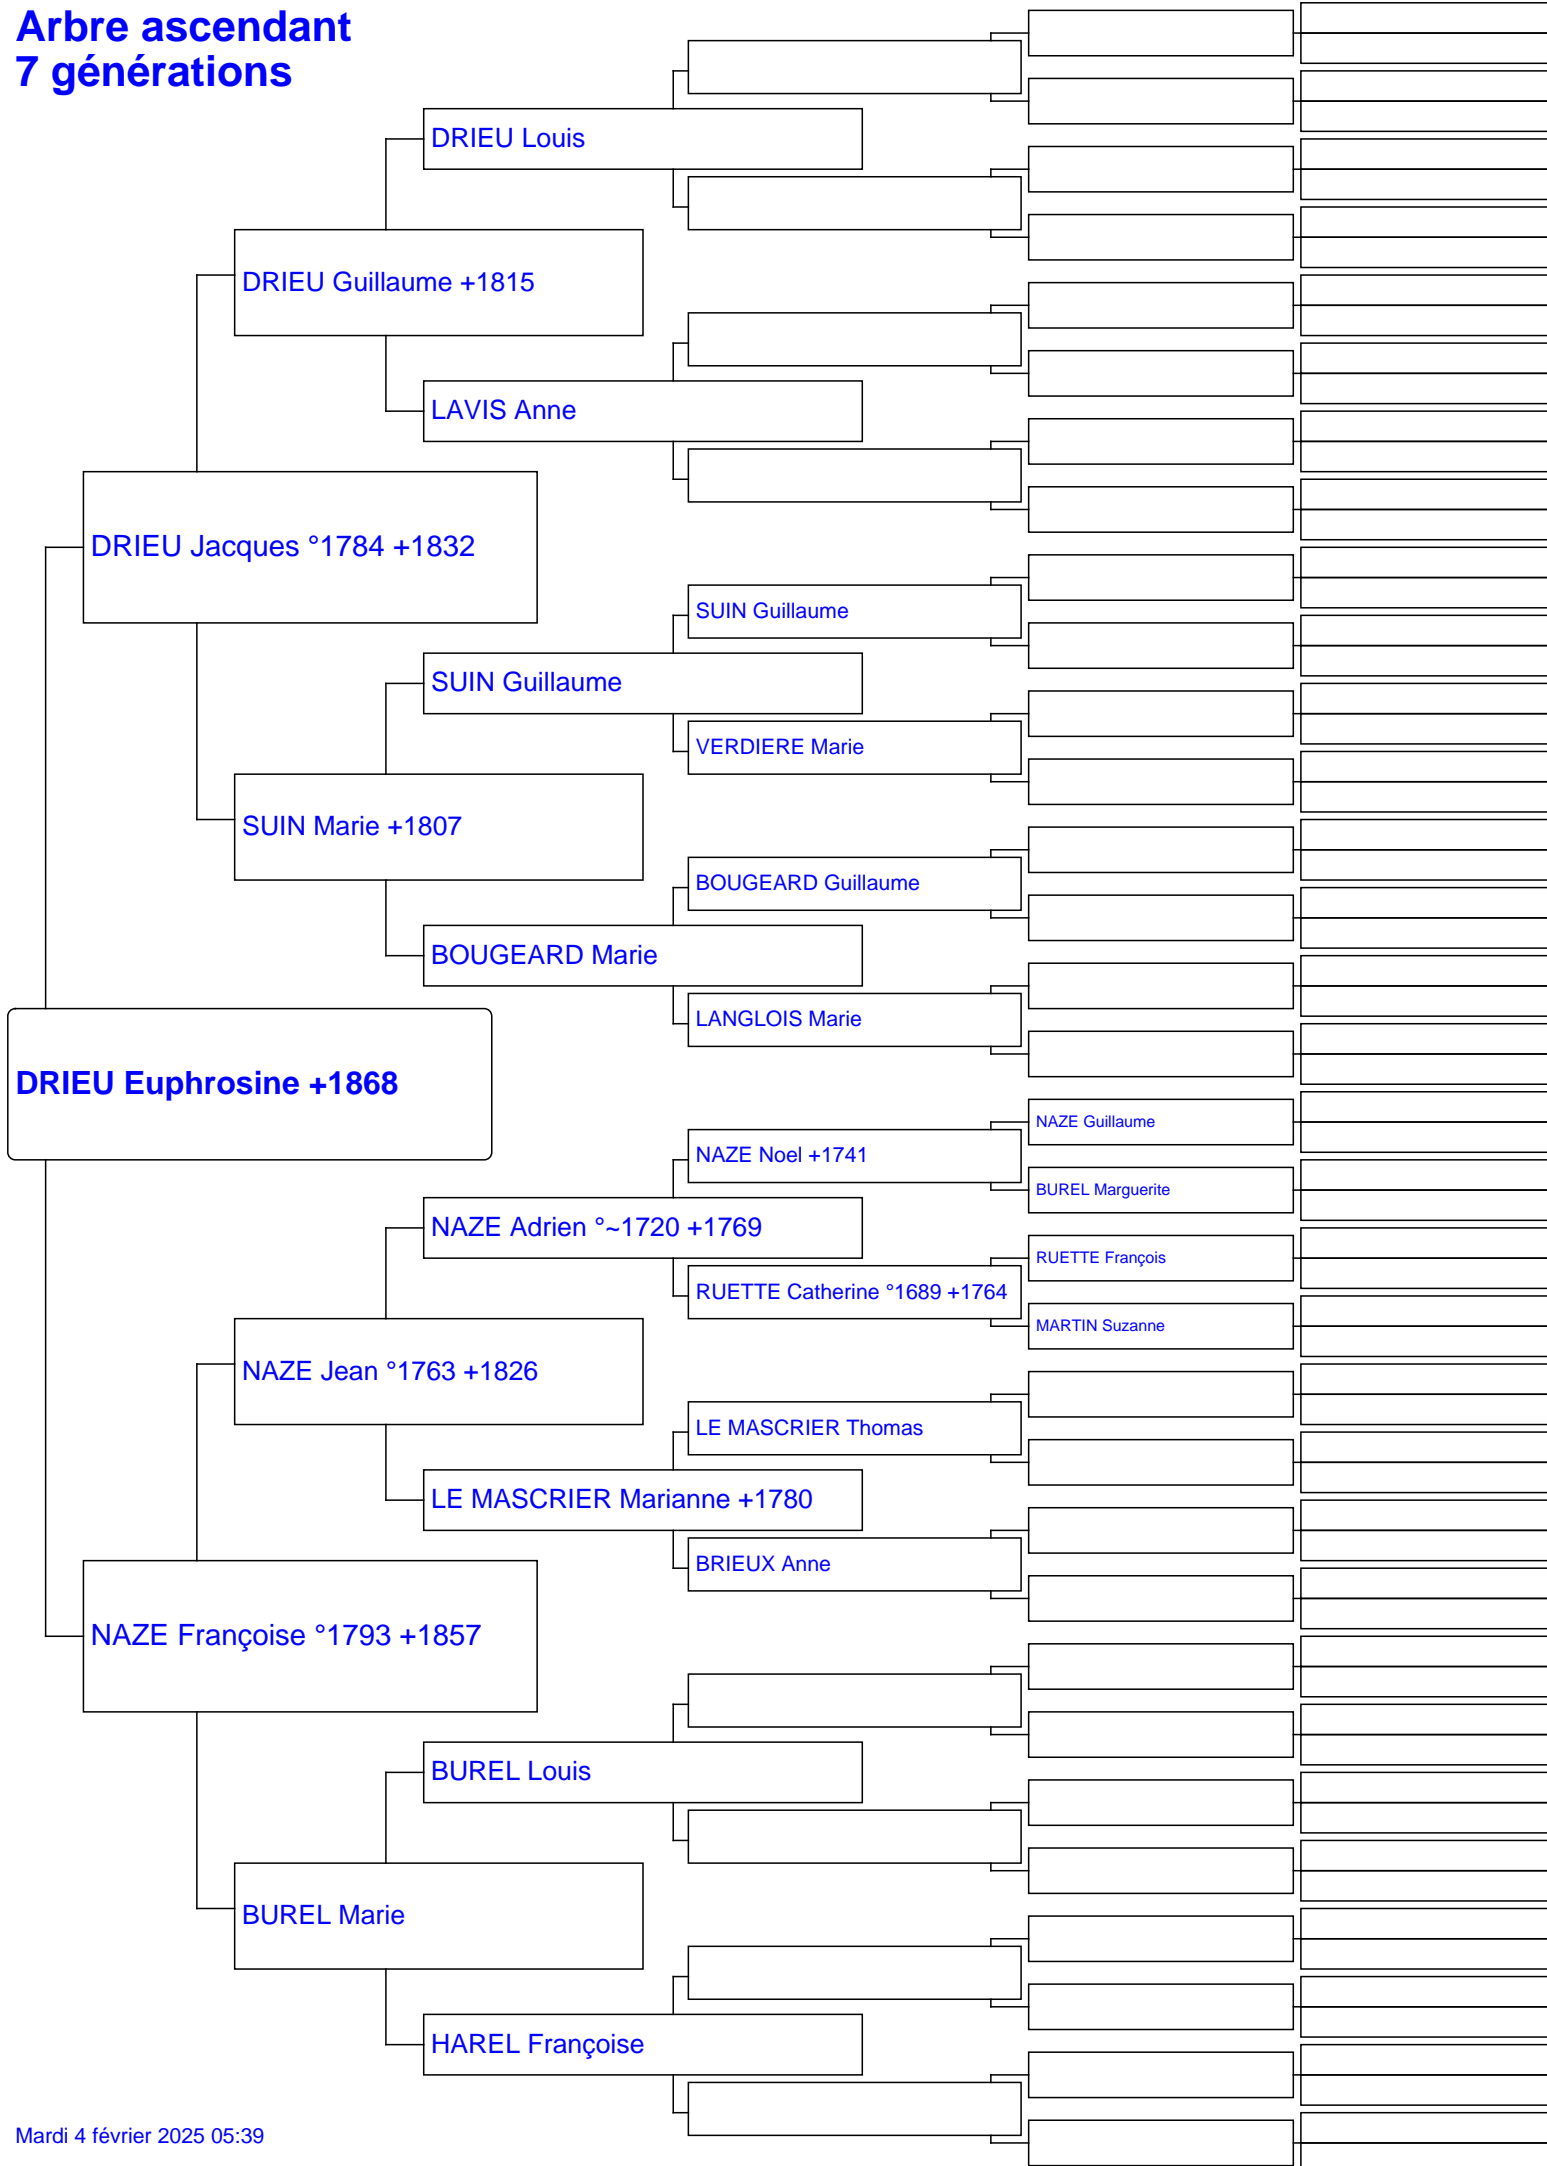 Arbre ascendant
7 générations
DRIEU Louis
DRIEU Guillaume +1815
LAVIS Anne
DRIEU Jacques °1784 +1832
SUIN Guillaume
SUIN Guillaume
VERDIERE Marie
SUIN Marie +1807
BOUGEARD Guillaume
BOUGEARD Marie
LANGLOIS Marie
DRIEU Euphrosine +1868
NAZE Guillaume
NAZE Noel +1741
BUREL Marguerite
NAZE Adrien °~1720 +1769
RUETTE François
RUETTE Catherine °1689 +1764
MARTIN Suzanne
NAZE Jean °1763 +1826
LE MASCRIER Thomas
LE MASCRIER Marianne +1780
BRIEUX Anne
NAZE Françoise °1793 +1857
BUREL Louis
BUREL Marie
HAREL Françoise
Mardi 4 février 2025 05:39